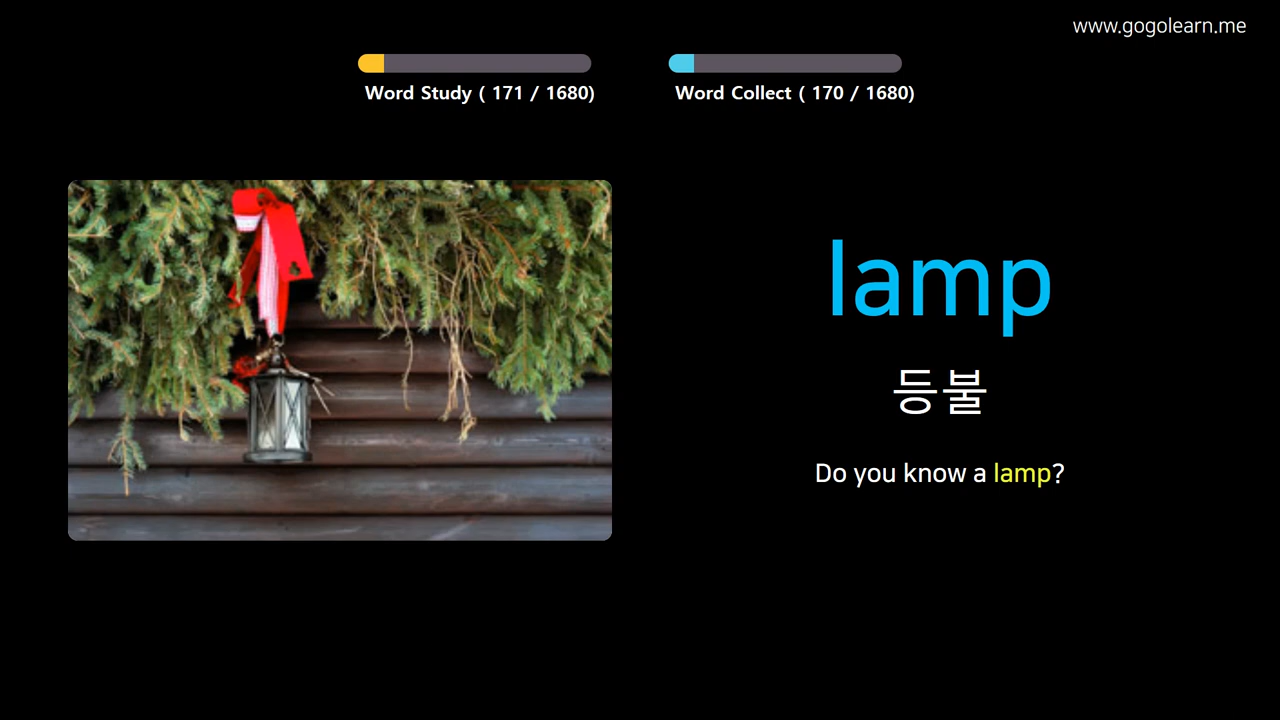 www.gogolearn.me
Word Study ( 171 / 1680)
Word Collect ( 170 / 1680)
lamp
등불
Do you know a lamp?